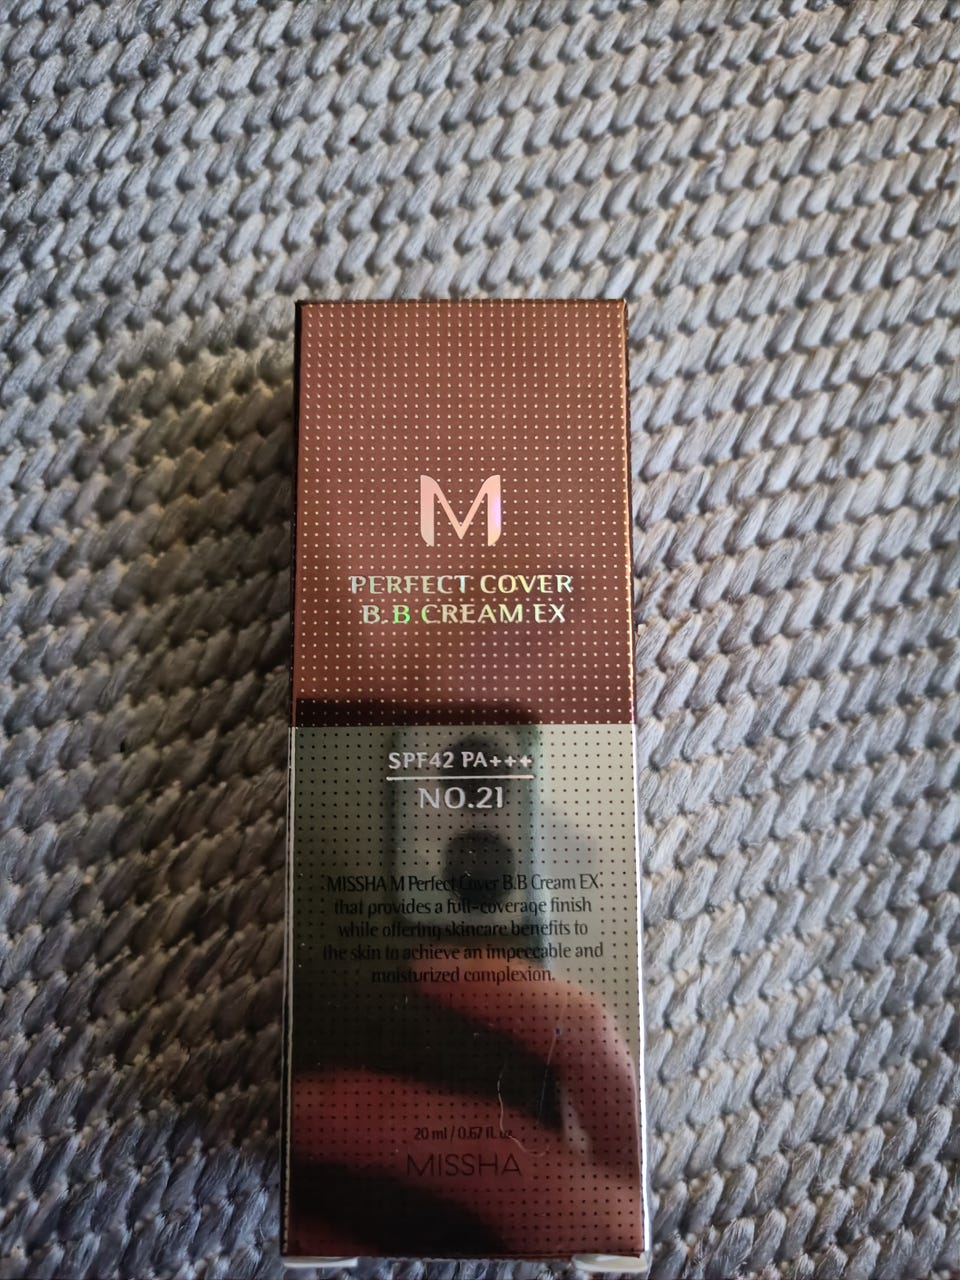 M
PERFECT COVER
B.B CREAM EX
SPF42 PA+++
NO.21
MISSHA M Perfect Cover B.B Cream EX
that provides a full-coverage finish
while offering skincare benefits to
the skin to achieve an impeccable and
moisturized complexion.
20 ml / 0.67 fl. oz
MISSHA